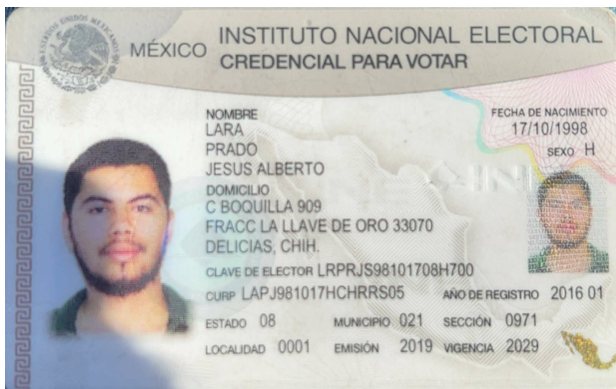 INSTITUTO NACIONAL ELECTORAL
MÉXICO
CREDENCIAL PARA VOTAR
NOMBRE
LARA
PRADO
JESUS ALBERTO
FECHA DE NACIMIENTO
17/10/1998
SEXO H
DOMICILIO
C BOQUILLA 909
FRACC LA LLAVE DE ORO 33070
DELICIAS, CHIH.
CLAVE DE ELECTOR LRPRJS98101708H700
CURP LAPJ981017HCHRRS05 AÑO DE REGISTRO 2016 01
ESTADO 08 MUNICIPIO 021 SECCIÓN 0971
LOCALIDAD 0001 EMISIÓN 2019 VIGENCIA 2029